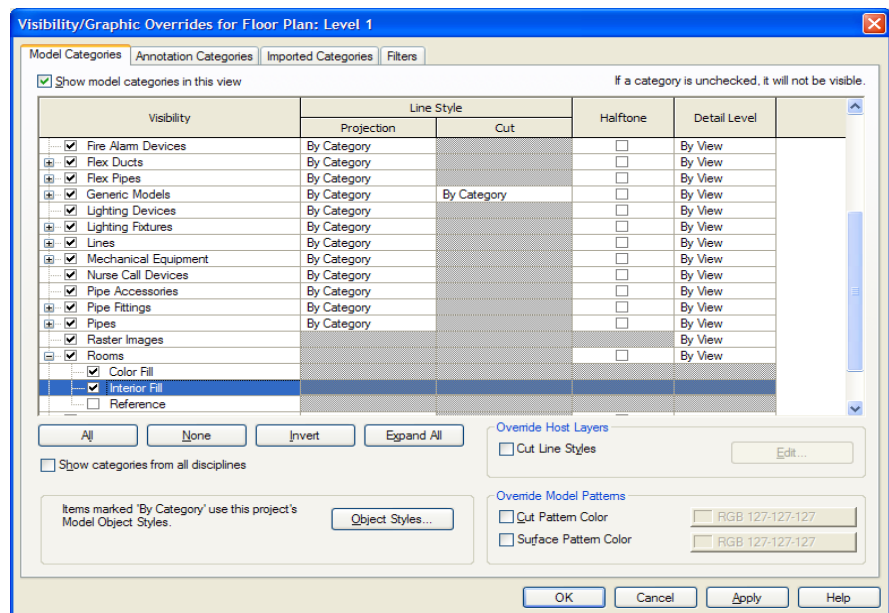 Visibility/Graphic Overrides for Floor Plan: Level 1
Model Categories Annotation Categories Imported Categories Filters
Show model categories in this view If a category is unchecked, it will not be visible.
Visibility Line Style Halftone Detail Level
Projection Cut
Fire Alarm Devices By Category By View
Flex Ducts By Category By View
Flex Pipes By Category By View
Generic Models By Category By Category By View
Lighting Devices By Category By View
Lighting Fixtures By Category By View
Lines By Category By View
Mechanical Equipment By Category By View
Nurse Call Devices By Category By View
Pipe Accessories By Category By View
Pipe Fittings By Category By View
Pipes By Category By View
Raster Images By View
Rooms By View
Color Fill
Interior Fill
Reference
All None Invert Expand All
Show categories from all disciplines
Override Host Layers
Cut Line Styles Edit...
Items marked 'By Category' use this project's
Model Object Styles.
Object Styles...
Override Model Patterns
Cut Pattern Color RGB 127-127-127
Surface Pattern Color RGB 127-127-127
OK Cancel Apply Help